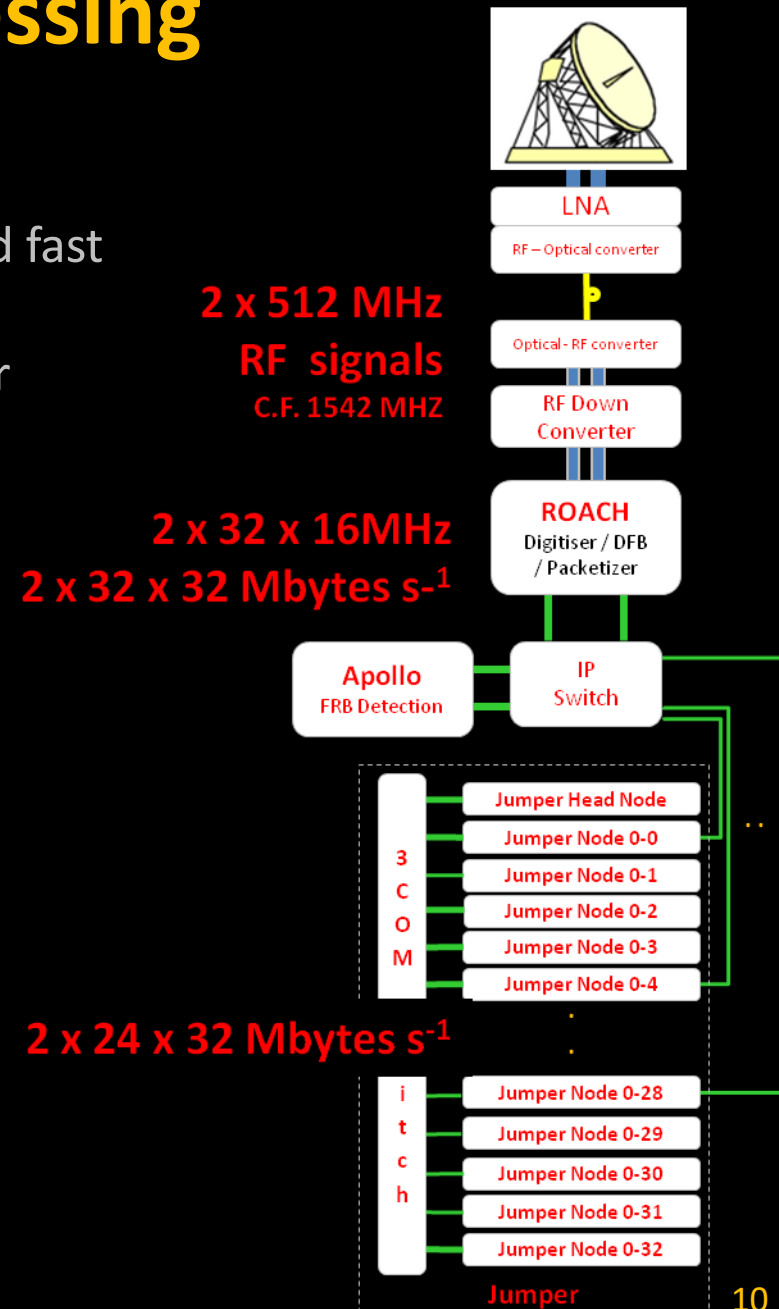 essing
d fast
r
LNA
RF – Optical converter
2 x 512 MHz
RF signals
C.F. 1542 MHZ
Optical - RF converter
RF Down
Converter
2 x 32 x 16MHz
2 x 32 x 32 Mbytes s-¹
ROACH
Digitiser / DFB
/ Packetizer
Apollo
FRB Detection
IP
Switch
3
C
O
M
Jumper Head Node
Jumper Node 0-0
Jumper Node 0-1
Jumper Node 0-2
Jumper Node 0-3
Jumper Node 0-4
2 x 24 x 32 Mbytes s⁻¹
i
t
c
h
Jumper Node 0-28
Jumper Node 0-29
Jumper Node 0-30
Jumper Node 0-31
Jumper Node 0-32
Jumper
10